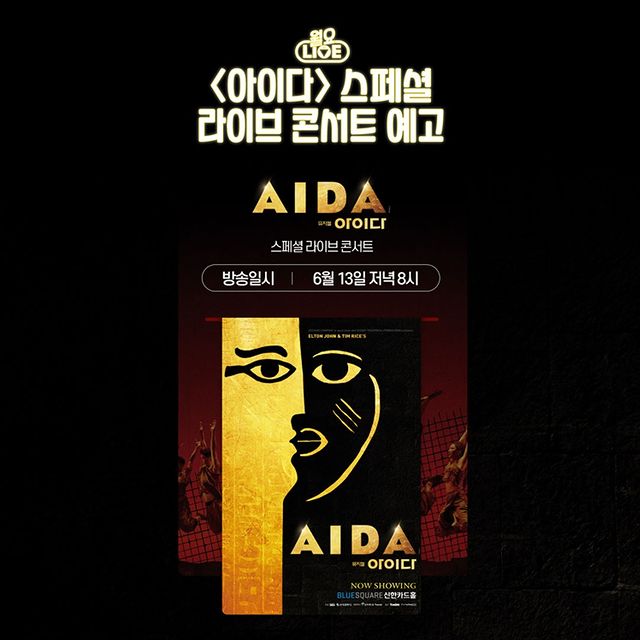 월요
LIVE
<아이다> 스페셜
라이브 콘서트 예고
AIDA
뮤지컬 아이다
스페셜 라이브 콘서트
방송일시 | 6월 13일 저녁 8시
ELTON JOHN & TIM RICE'S
AIDA
뮤지컬 아이다
NOW SHOWING
BLUESQUARE 신한카드홀